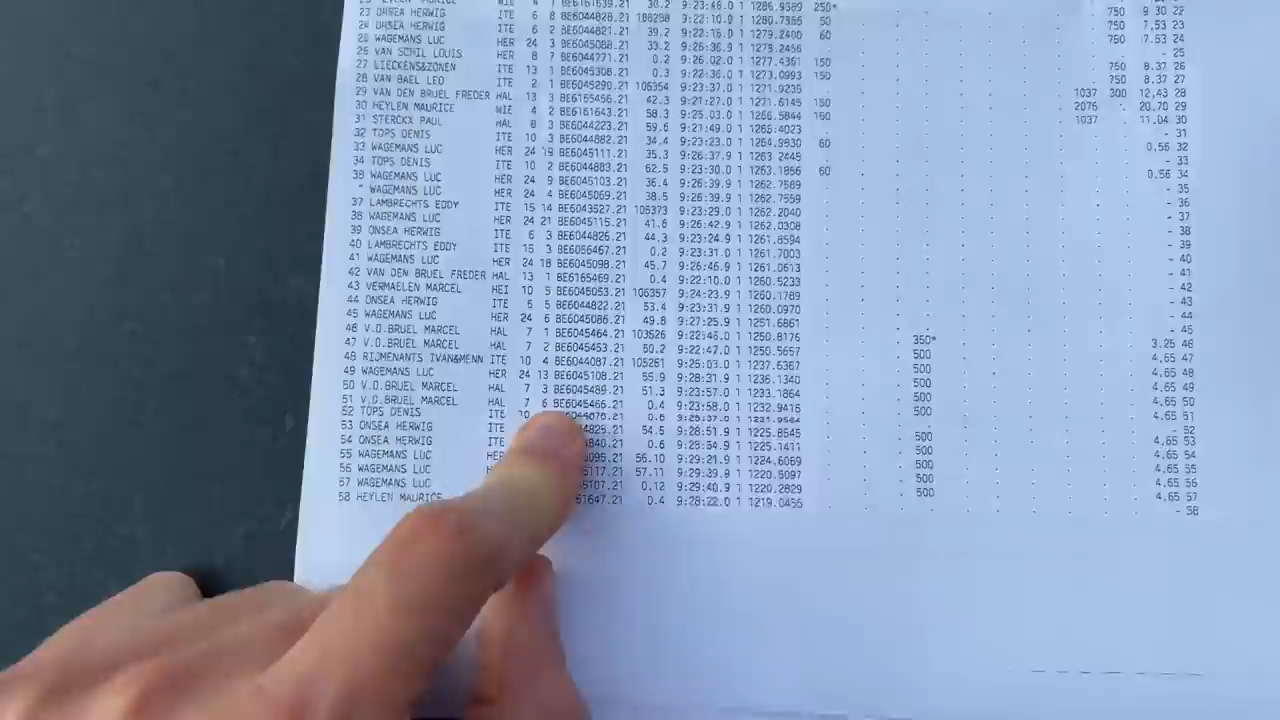 23 ONSEA HERWIG ITE 6 8 BE6044828.21 9:22:10.0 1 1280.7365 50 750 9 30 22
24 ONSEA HERWIG ITE 6 2 BE6044821.21 39.2 9:22:16.0 1 1279.2400 60 750 7,53 23
25 WAGEMANS LUC HER 24 3 BE6045088.21 33.2 9:26:36.9 1 1278.2456 750 7.53 24
26 VAN SCHIL LOUIS HER 8 7 BE6044771.21 0.2 9:26.02.0 1 1277.4361 150 - 25
27 LIECKENS&ZONEN ITE 13 1 BE6045306.21 0.3 9:22:36.0 1 1273.0993 150 750 8.37 26
28 VAN BAEL LEO ITE 2 1 BE6045290.21 106354 9:23:37.0 1 1271.9235 750 8.37 27
29 VAN DEN BRUEL FREDER HAL 13 3 BE6165456.21 42.3 9:21:27.0 1 1271.6145 150 1037 300 12,43 28
30 HEYLEN MAURICE WIE 4 2 BE6161643.21 58.3 9:25.03.0 1 1266.5844 150 2076 20.70 29
31 STERCKX PAUL HAL 8 3 BE6044223.21 59.6 9:21:49.0 1 1265.4023 1037 11.04 30
32 TOPS DENIS ITE 10 3 BE6044882.21 34.4 9:23:23.0 1 1264.9930 60 - 31
33 WAGEMANS LUC HER 24 19 BE6045111.21 35.3 9:26:37.9 1 1263.2448 0,56 32
34 TOPS DENIS ITE 10 2 BE6044883.21 62.5 9:23:30.0 1 1263.1856 60 - 33
WAGEMANS LUC HER 24 9 BE6045103.21 36.4 9:26:39.9 1 1262.7589 0.56 34
" WAGEMANS LUC HER 24 4 BE6045069.21 38.5 9:26:39.9 1 1262.7559 - 35
37 LAMBRECHTS EDDY ITE 15 14 BE6043527.21 105373 9:23:29.0 1 1262.2040 - 36
38 WAGEMANS LUC HER 24 21 BE6045115.21 41.6 9:26:42.9 1 1262.0308 - 37
39 ONSEA HERWIG ITE 6 3 BE6044826.21 44.3 9:23:24.9 1 1261.8594 - 38
40 LAMBRECHTS EDDY ITE 15 3 BE6056467.21 0.2 9:23:31.0 1 1261.7003 - 39
41 WAGEMANS LUC HER 24 18 BE6045098.21 45.7 9:26:46.9 1 1261.0613 - 40
42 VAN DEN BRUEL FREDER HAL 13 1 BE6165469.21 0.4 9:22:10.0 1 1260.5233 - 41
43 VERMAELEN MARCEL HEI 10 5 BE6045053.21 106357 9:24:23.9 1 1260.1789 - 42
44 ONSEA HERWIG ITE 6 5 BE6044822.21 53.4 9:23:31.9 1 1260.0970 - 43
45 WAGEMANS LUC HER 24 6 BE6045086.21 49.8 9:27:25.9 1 1251.6861 - 44
46 V.D.BRUEL MARCEL HAL 7 1 BE6045464.21 103526 9:22:46.0 1 1250.8176 - 45
47 V.D.BRUEL MARCEL HAL 7 2 BE6045453.21 50.2 9:22:47.0 1 1250.5657 350* 3.25 46
48 RIJMENANTS IVAN&MENN ITE 10 4 BE6044087.21 105261 9:25:03.0 1 1237.6367 500 4,65 47
49 WAGEMANS LUC HER 24 13 BE6045108.21 55.9 9:28:31.9 1 1236.1340 500 4,65 48
50 V.D.BRUEL MARCEL HAL 7 3 BE6045489.21 51.3 9:23:57.0 1 1233.1864 500 4.65 49
51 V.D.BRUEL MARCEL HAL 7 6 BE6045466.21 0.4 9:23:58.0 1 1232.9416 500 4.65 50
52 TOPS DENIS ITE 0.6 500 4.65 51
53 ONSEA HERWIG ITE 54.5 9:28:51.9 1 1225.8545 - 52
54 ONSEA HERWIG ITE 0.6 9:28:54.9 1 1225.1411 500 4,65 53
55 WAGEMANS LUC 56.10 9:29:21.9 1 1224.6069 500 4.65 54
56 WAGEMANS LUC 57.11 9:29:39.9 1 1220.5097 500 4.65 55
57 WAGEMANS LUC 0.12 9:29:40.9 1 1220.2829 500 4.65 56
58 HEYLEN MAURICE 0.4 9:28:22.0 1 1219.0456 500 4,65 57
- 58